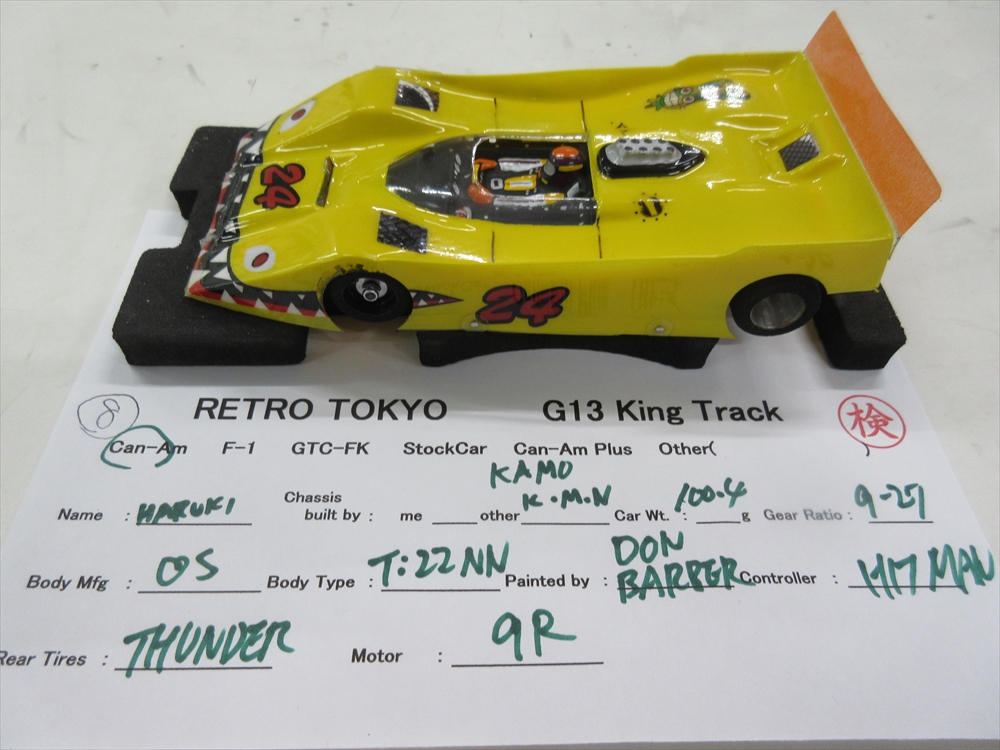 24
24
8 RETRO TOKYO G13 King Track 検
Can-Am F-1 GTC-FK StockCar Can-Am Plus Other( )
KAMO
Name : HARUKI Chassis built by : me other K.M.N Car Wt. : 100.4 g Gear Ratio : 9-27
Body Mfg : OS Body Type : T:22NN Painted by : DON BARBER Controller : HITMAN
Rear Tires : THUNDER Motor : 9R